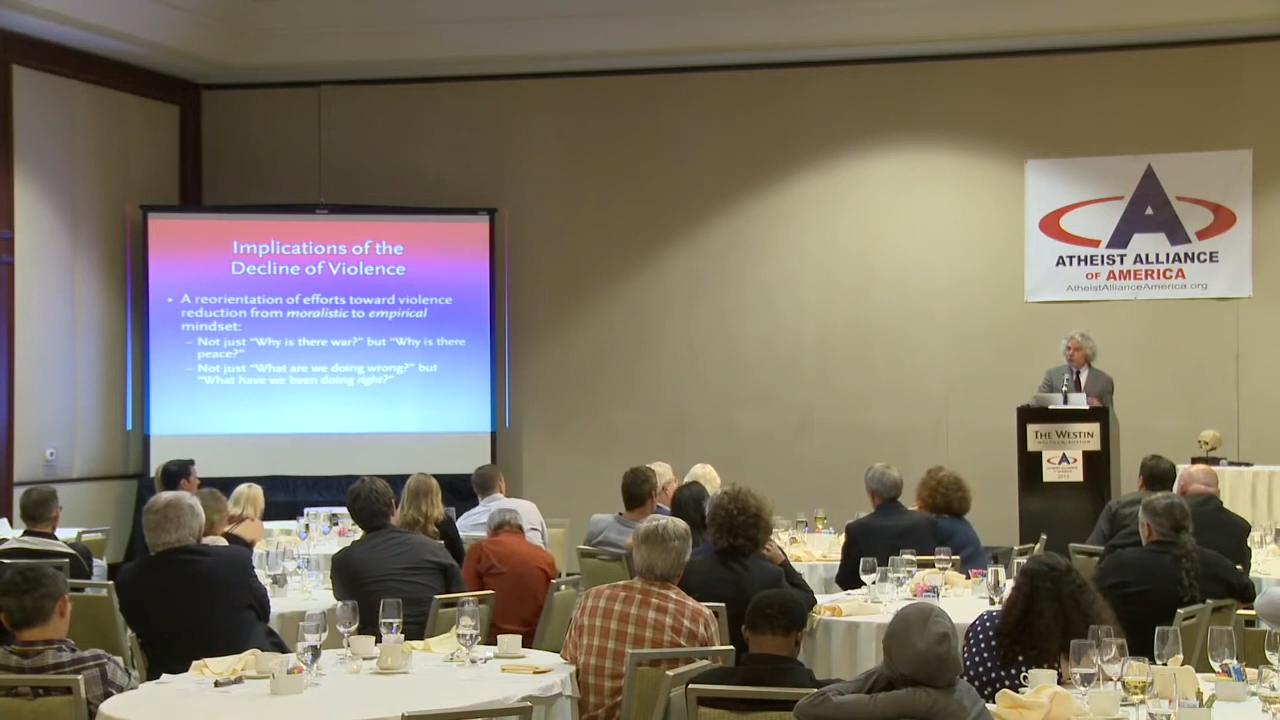 Implications of the
Decline of Violence
• A reorientation of efforts toward violence
reduction from moralistic to empirical
mindset:
– Not just "Why is there war?" but "Why is there
peace?"
– Not just "What are we doing wrong?" but
"What have we been doing right?"
A
ATHEIST ALLIANCE
OF AMERICA
AtheistAllianceAmerica.org
THE WESTIN
A
ATHEIST ALLIANCE